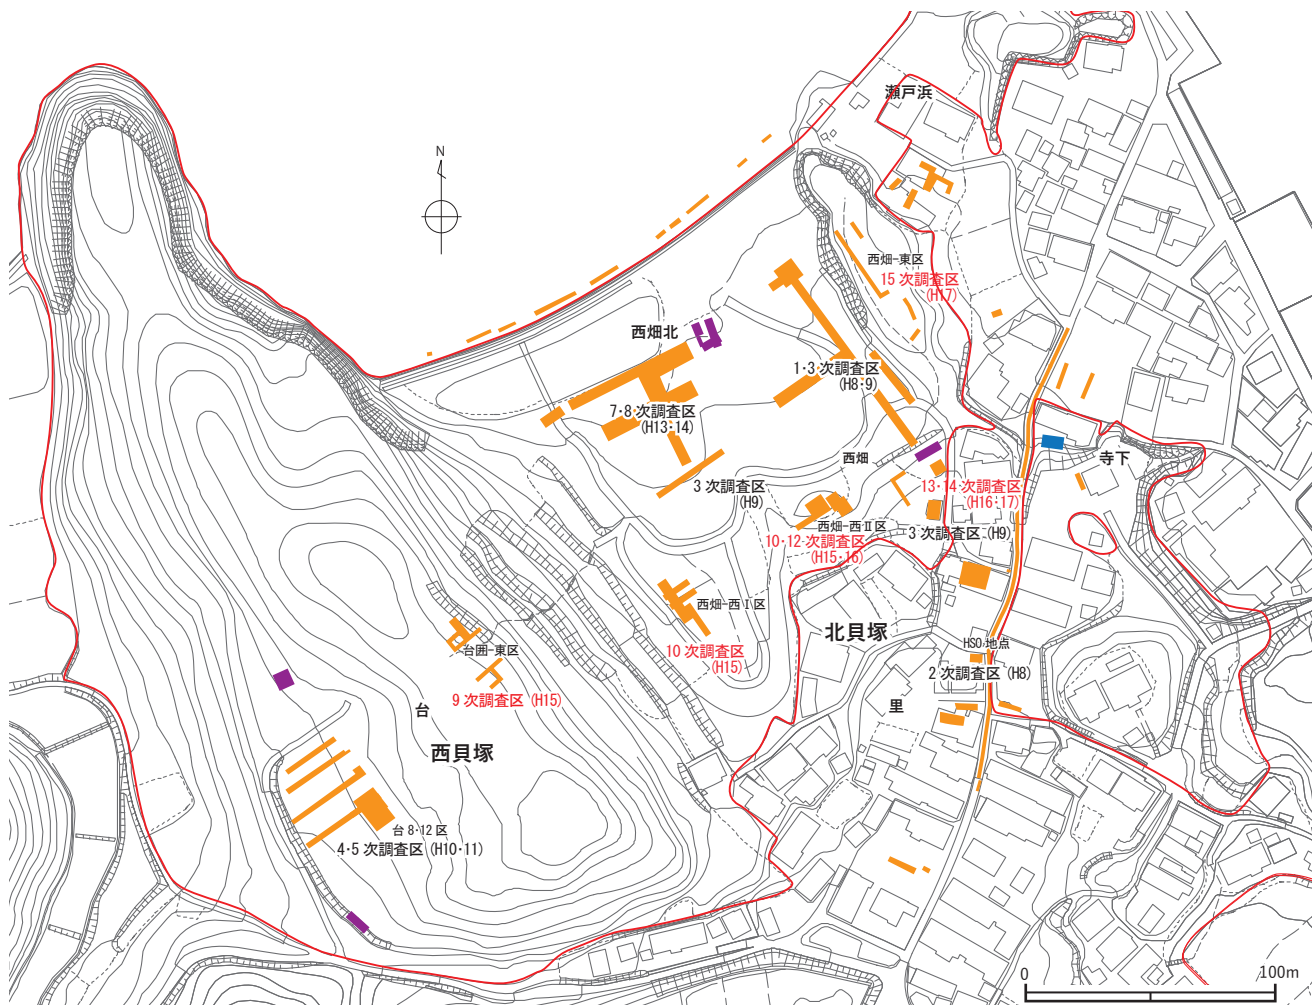 瀬戸浜
N
西畑-東区
15 次調査区
(H17)
西畑北
1・3 次調査区
(H8・9)
7・8 次調査区
(H13・14)
西畑
寺下
3 次調査区
(H9)
13・14 次調査区
(H16・17)
西畑-西Ⅱ区
10・12 次調査区
(H15・16)
3 次調査区 (H9)
西畑-西Ⅰ区
北貝塚
HSO 地点
台囲-東区
10 次調査区
(H15)
2 次調査区 (H8)
9 次調査区 (H15)
里
台
西貝塚
台 8・12 区
4・5 次調査区 (H10・11)
0
100m